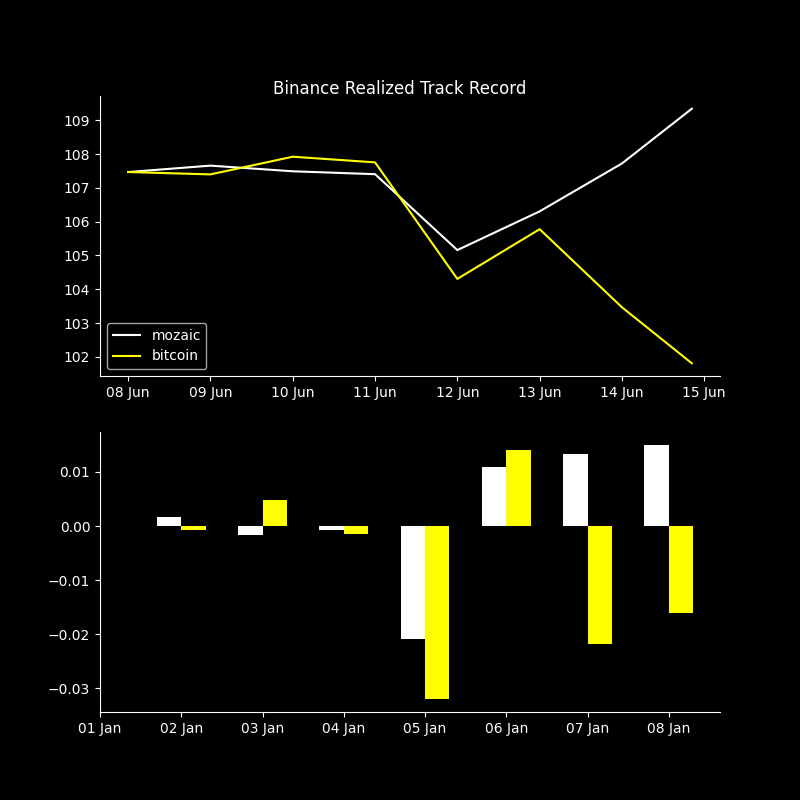 Binance Realized Track Record
109
108
107
106
105
104
103
102
mozaic
bitcoin
08 Jun 09 Jun 10 Jun 11 Jun 12 Jun 13 Jun 14 Jun 15 Jun
0.01
0.00
−0.01
−0.02
−0.03
01 Jan 02 Jan 03 Jan 04 Jan 05 Jan 06 Jan 07 Jan 08 Jan